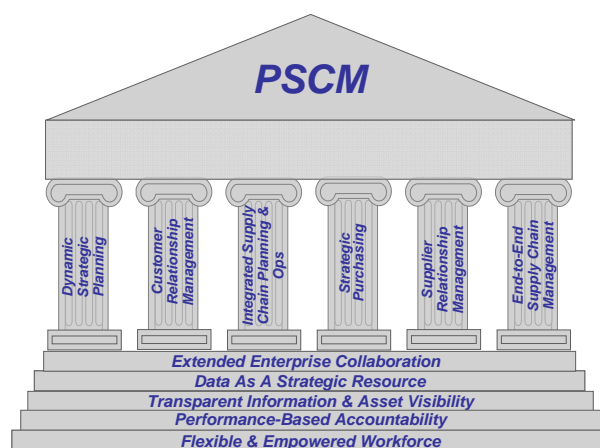 PSCM
Dynamic
Strategic
Planning
Customer
Relationship
Management
Integrated Supply
Chain Planning &
Ops
Strategic
Purchasing
Supplier
Relationship
Management
End-to-End
Supply Chain
Management
Extended Enterprise Collaboration
Data As A Strategic Resource
Transparent Information & Asset Visibility
Performance-Based Accountability
Flexible & Empowered Workforce